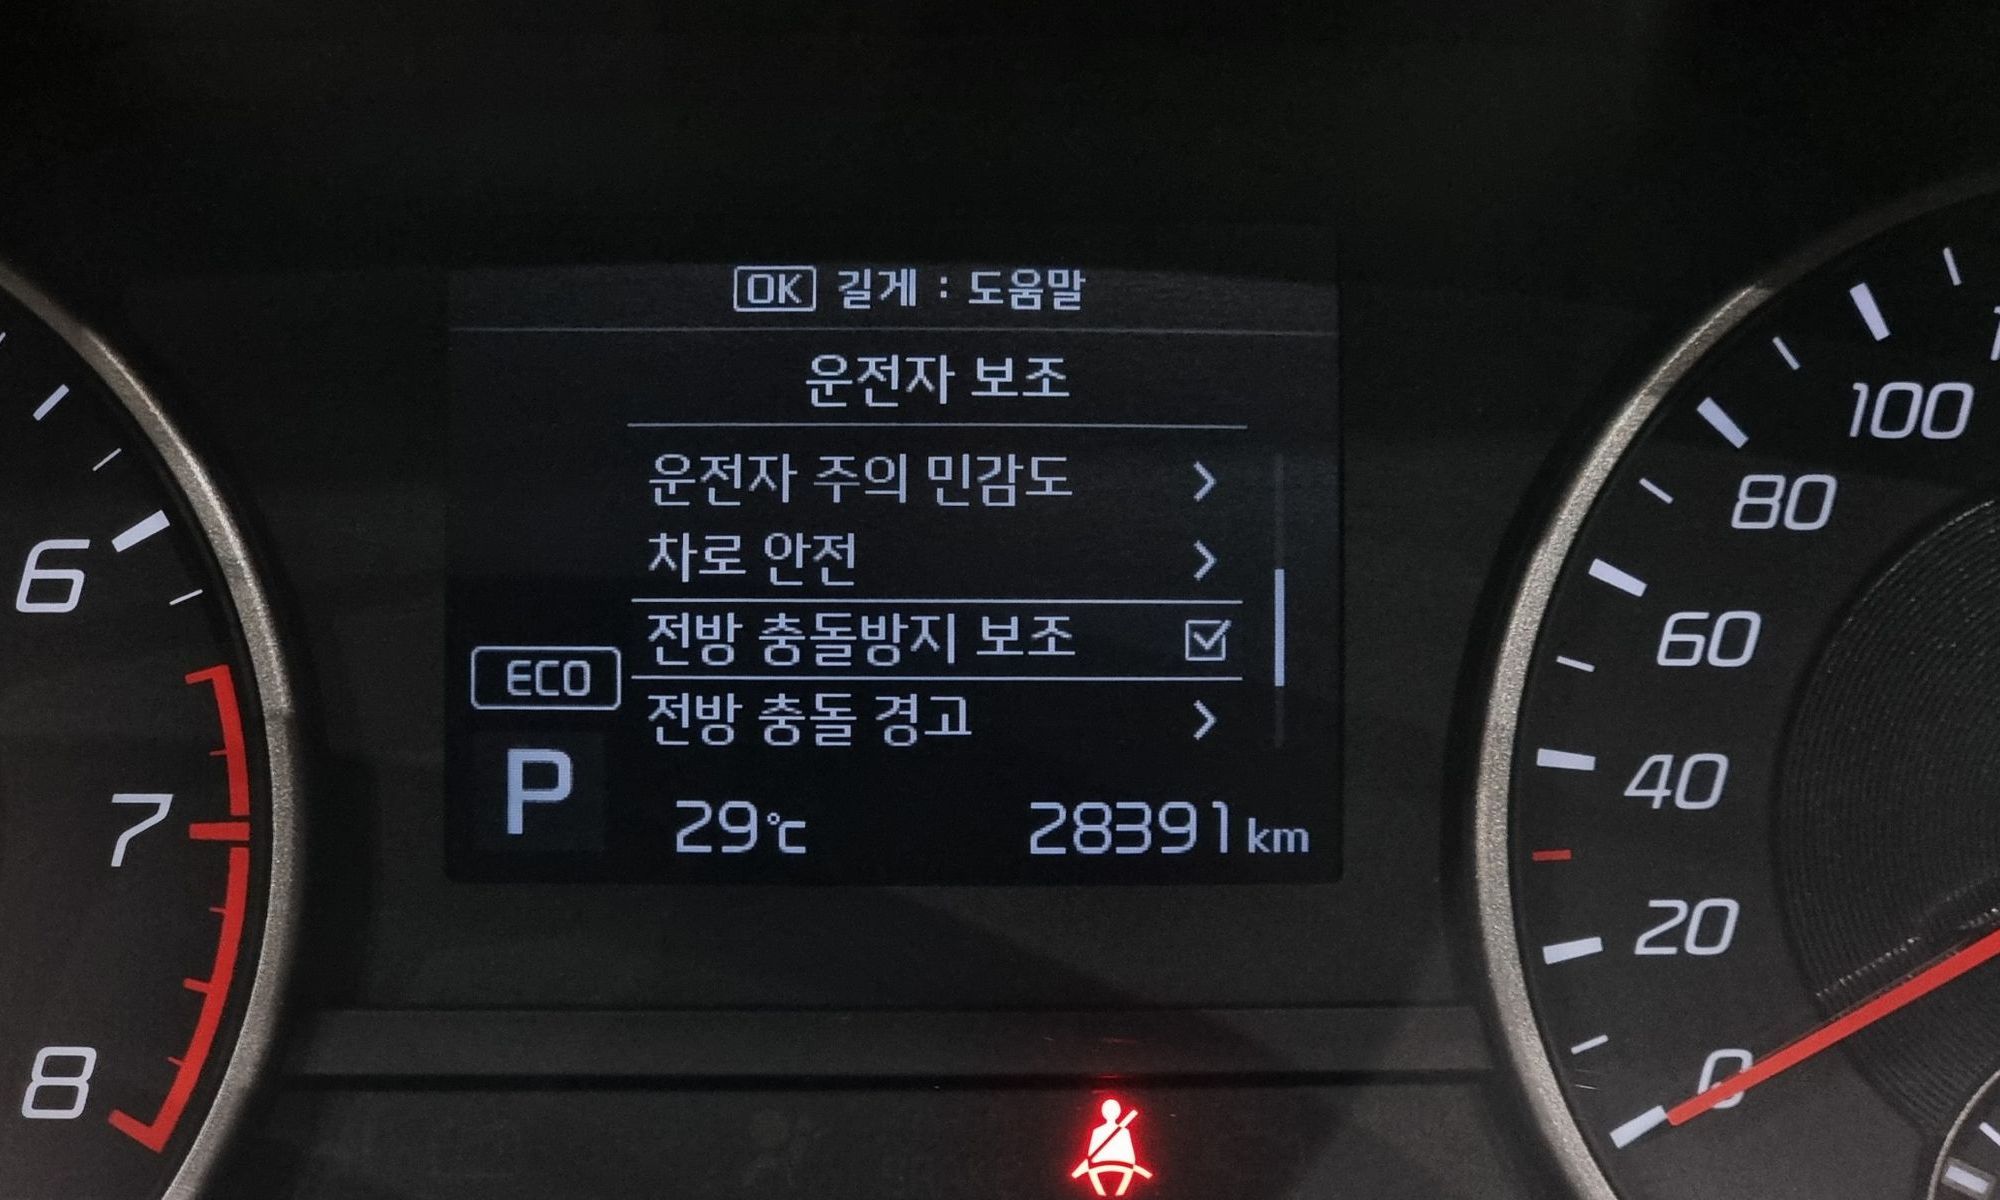 OK 길게 : 도움말
운전자 보조
운전자 주의 민감도
차로 안전
전방 충돌방지 보조
전방 충돌 경고
ECO
P
29℃
28391 km
6
7
8
100
80
60
40
20
0